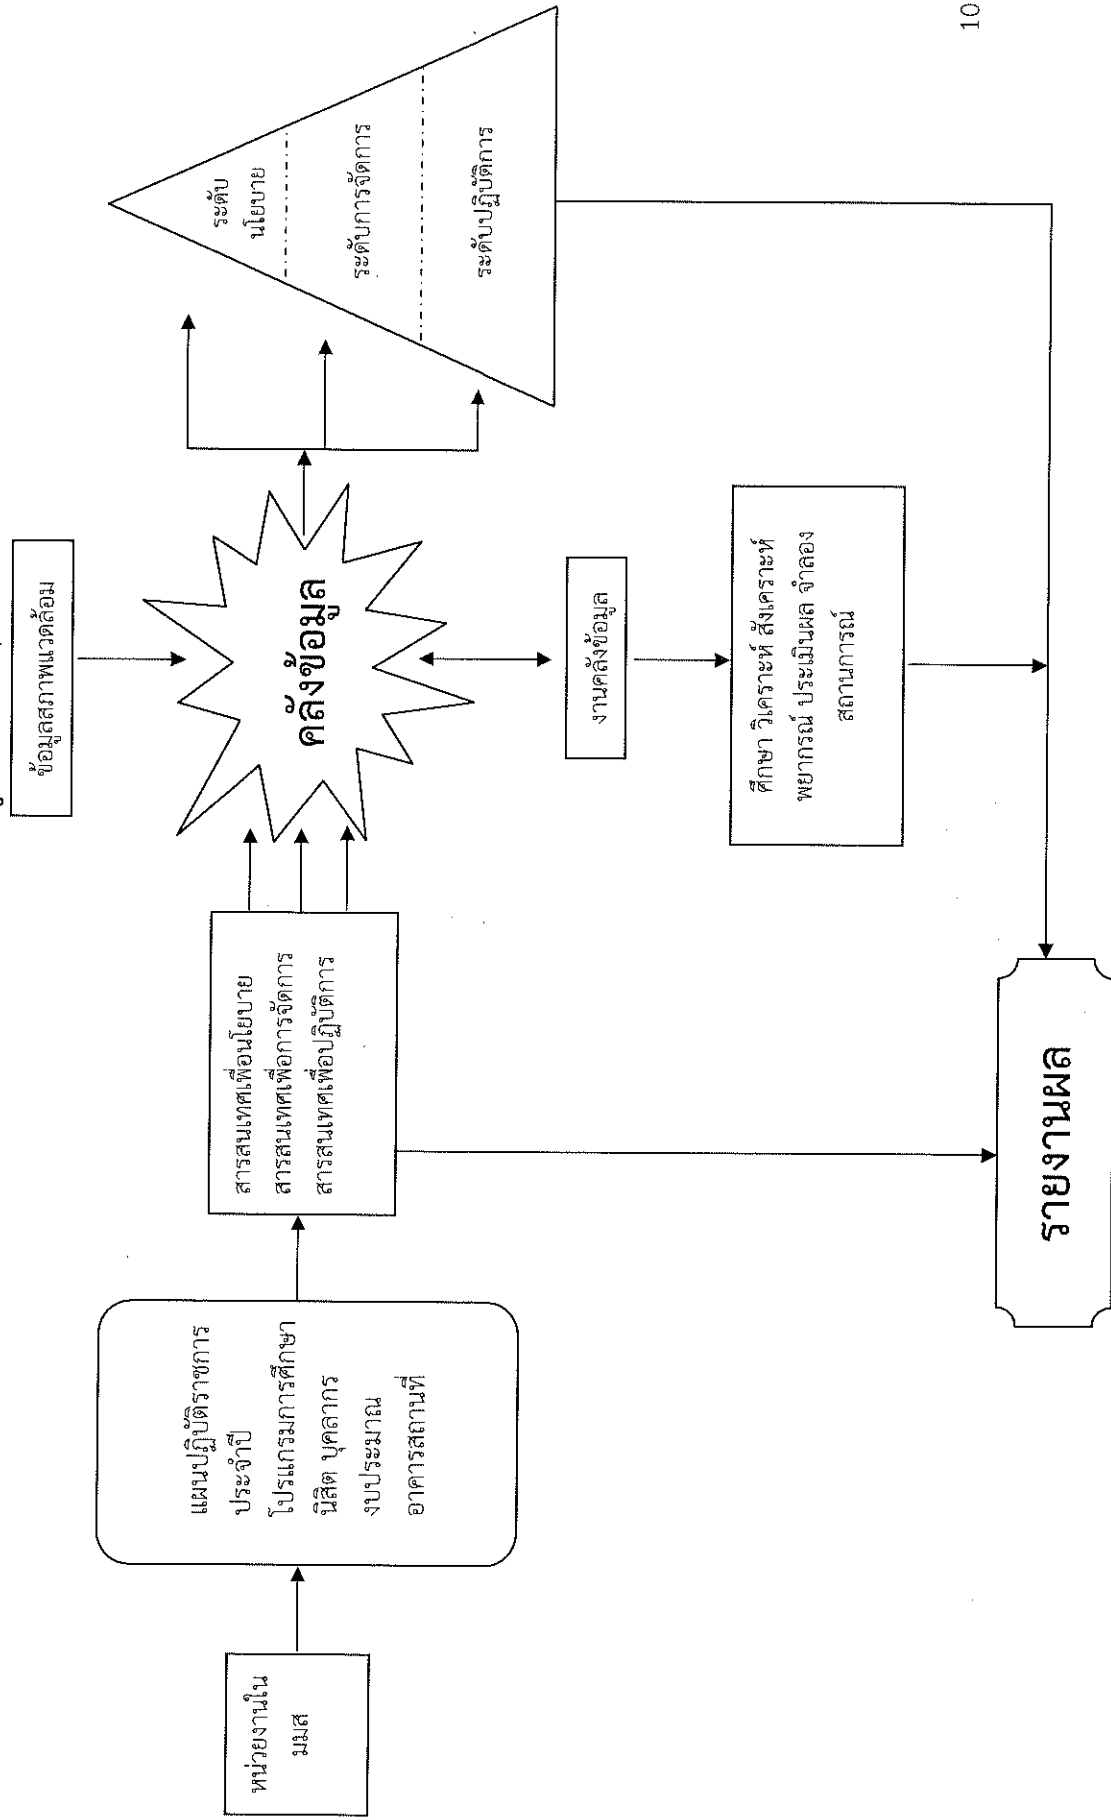 ข้อมูลสภาพแวดล้อม
หน่วยงานใน
มมส
แผนปฏิบัติราชการ
ประจำปี
โปรแกรมการศึกษา
นิสิต บุคลากร
งบประมาณ
อาคารสถานที่
สารสนเทศเพื่อนโยบาย
สารสนเทศเพื่อการจัดการ
สารสนเทศเพื่อปฏิบัติการ
คลังข้อมูล
ระดับ
นโยบาย
ระดับการจัดการ
ระดับปฏิบัติการ
งานคลังข้อมูล
ศึกษา วิเคราะห์ สังเคราะห์
พยากรณ์ ประเมินผล จำลอง
สถานการณ์
รายงานผล
10